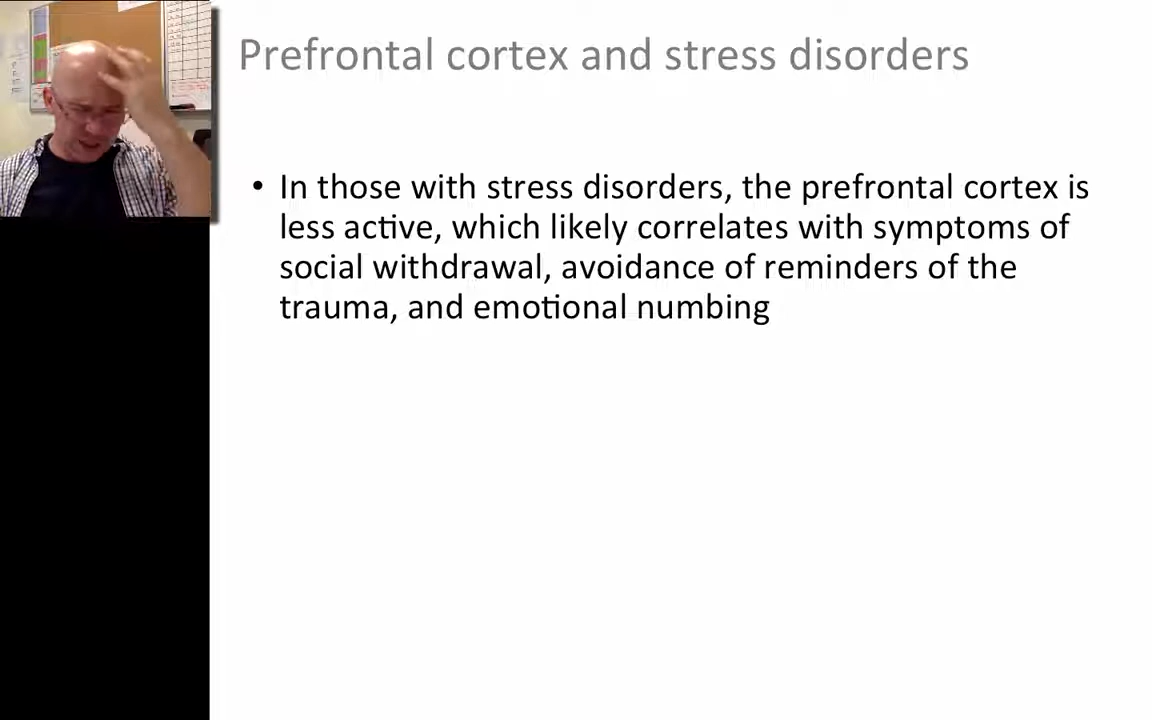 Prefrontal cortex and stress disorders
• In those with stress disorders, the prefrontal cortex is
less active, which likely correlates with symptoms of
social withdrawal, avoidance of reminders of the
trauma, and emotional numbing